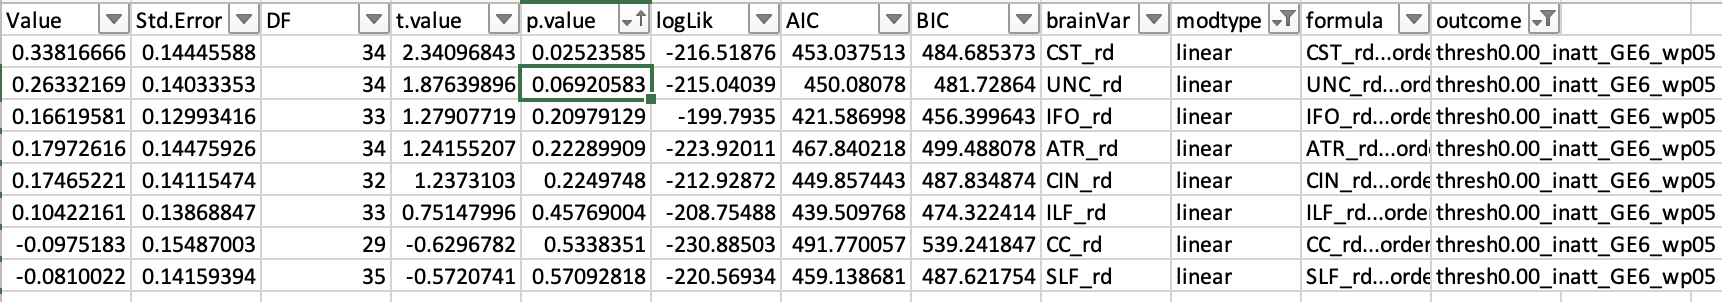 Value Std.Error DF t.value p.value logLik AIC BIC brainVar modtype formula outcome
0.33816666 0.14445588 34 2.34096843 0.02523585 -216.51876 453.037513 484.685373 CST_rd linear CST_rd...orde thresh0.00_inatt_GE6_wp05
0.26332169 0.14033353 34 1.87639896 0.06920583 -215.04039 450.08078 481.72864 UNC_rd linear UNC_rd...ord thresh0.00_inatt_GE6_wp05
0.16619581 0.12993416 33 1.27907719 0.20979129 -199.7935 421.586998 456.399643 IFO_rd linear IFO_rd...orde thresh0.00_inatt_GE6_wp05
0.17972616 0.14475926 34 1.24155207 0.22289909 -223.92011 467.840218 499.488078 ATR_rd linear ATR_rd...orde thresh0.00_inatt_GE6_wp05
0.17465221 0.14115474 32 1.2373103 0.2249748 -212.92872 449.857443 487.834874 CIN_rd linear CIN_rd...orde thresh0.00_inatt_GE6_wp05
0.10422161 0.13868847 33 0.75147996 0.45769004 -208.75488 439.509768 474.322414 ILF_rd linear ILF_rd...orde thresh0.00_inatt_GE6_wp05
-0.0975183 0.15487003 29 -0.6296782 0.5338351 -230.88503 491.770057 539.241847 CC_rd linear CC_rd...order thresh0.00_inatt_GE6_wp05
-0.0810022 0.14159394 35 -0.5720741 0.57092818 -220.56934 459.138681 487.621754 SLF_rd linear SLF_rd...orde thresh0.00_inatt_GE6_wp05